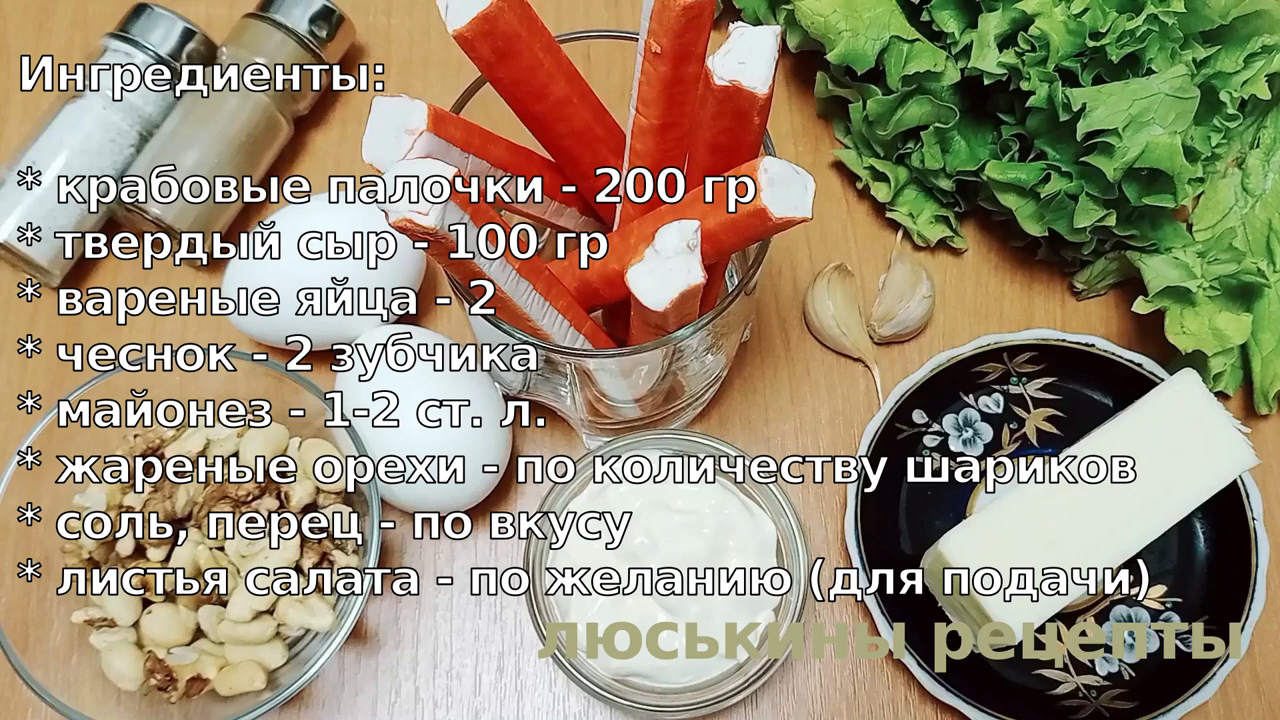 Ингредиенты:
* крабовые палочки - 200 гр
* твердый сыр - 100 гр
* вареные яйца - 2
* чеснок - 2 зубчика
* майонез - 1-2 ст. л.
* жареные орехи - по количеству шариков
* соль, перец - по вкусу
* листья салата - по желанию (для подачи)
люськины рецепты